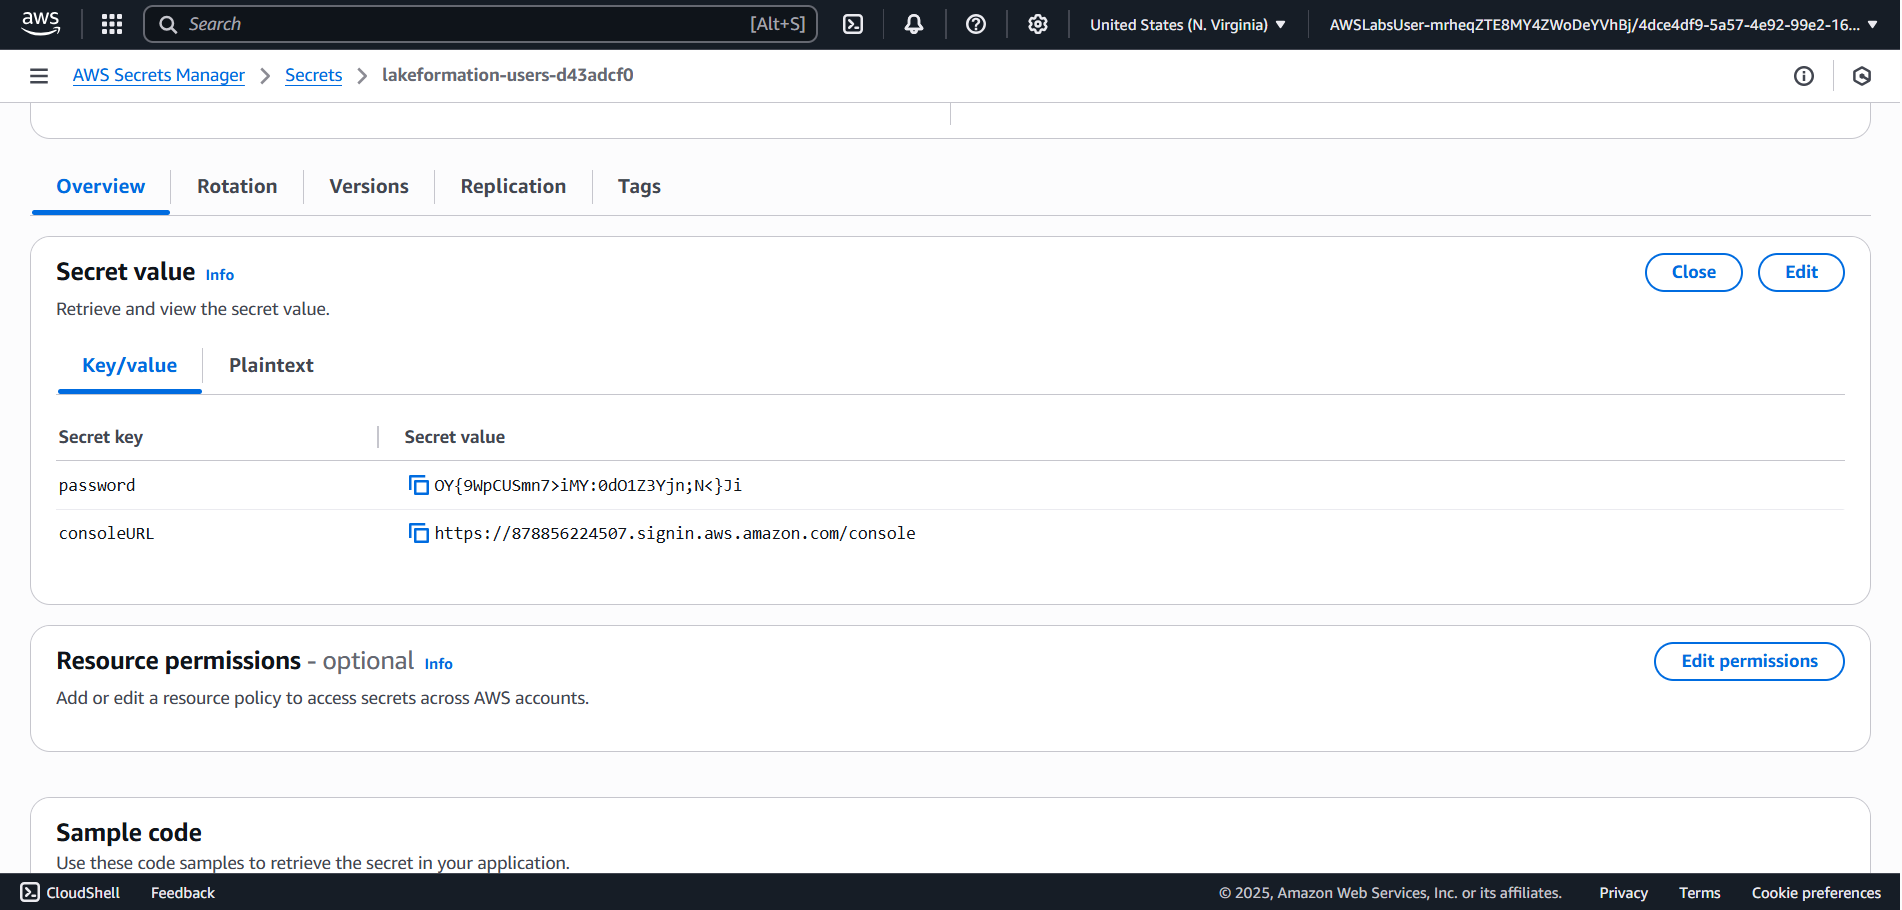 aws
Search [Alt+S] United States (N. Virginia) AWSLabsUser-mrheqZTE8MY4ZWoDeYVhBj/4dce4df9-5a57-4e92-99e2-16...
AWS Secrets Manager Secrets lakeformation-users-d43adcf0
Overview Rotation Versions Replication Tags
Secret value Info Close Edit
Retrieve and view the secret value.
Key/value Plaintext
Secret key Secret value
password OY{9WpCUSmn7>iMY:0dO1Z3Yjn;N<}Ji
consoleURL https://878856224507.signin.aws.amazon.com/console
Resource permissions - optional Info Edit permissions
Add or edit a resource policy to access secrets across AWS accounts.
Sample code
Use these code samples to retrieve the secret in your application.
CloudShell Feedback © 2025, Amazon Web Services, Inc. or its affiliates. Privacy Terms Cookie preferences